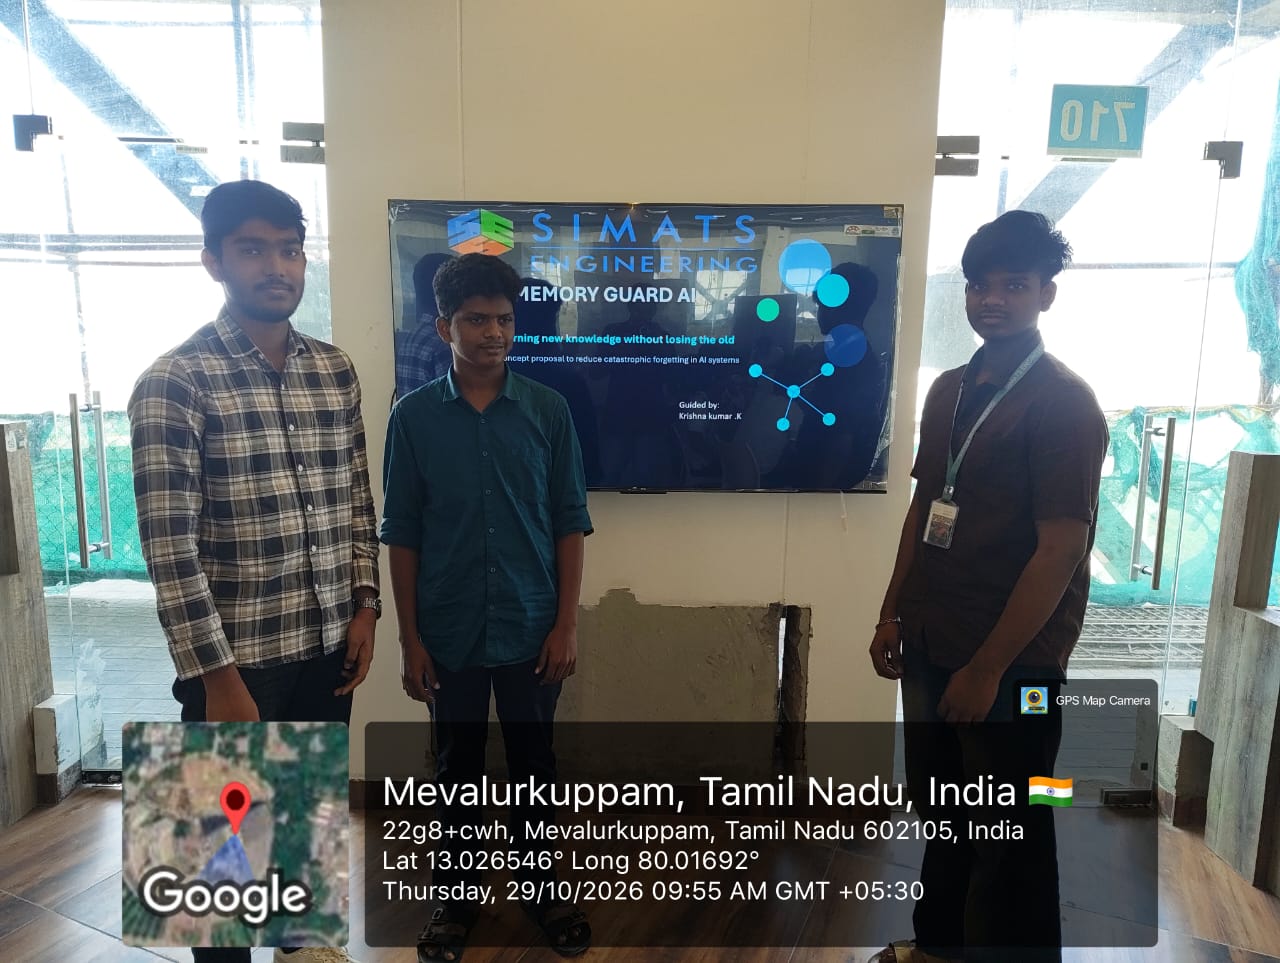 710
SIMATS
ENGINEERING
MEMORY GUARD AI
rning new knowledge without losing the old
oncept proposal to reduce catastrophic forgetting in AI systems
Guided by:
Krishna kumar .K
GPS Map Camera
Mevalurkuppam, Tamil Nadu, India
22g8+cwh, Mevalurkuppam, Tamil Nadu 602105, India
Lat 13.026546° Long 80.01692°
Thursday, 29/10/2026 09:55 AM GMT +05:30
Google